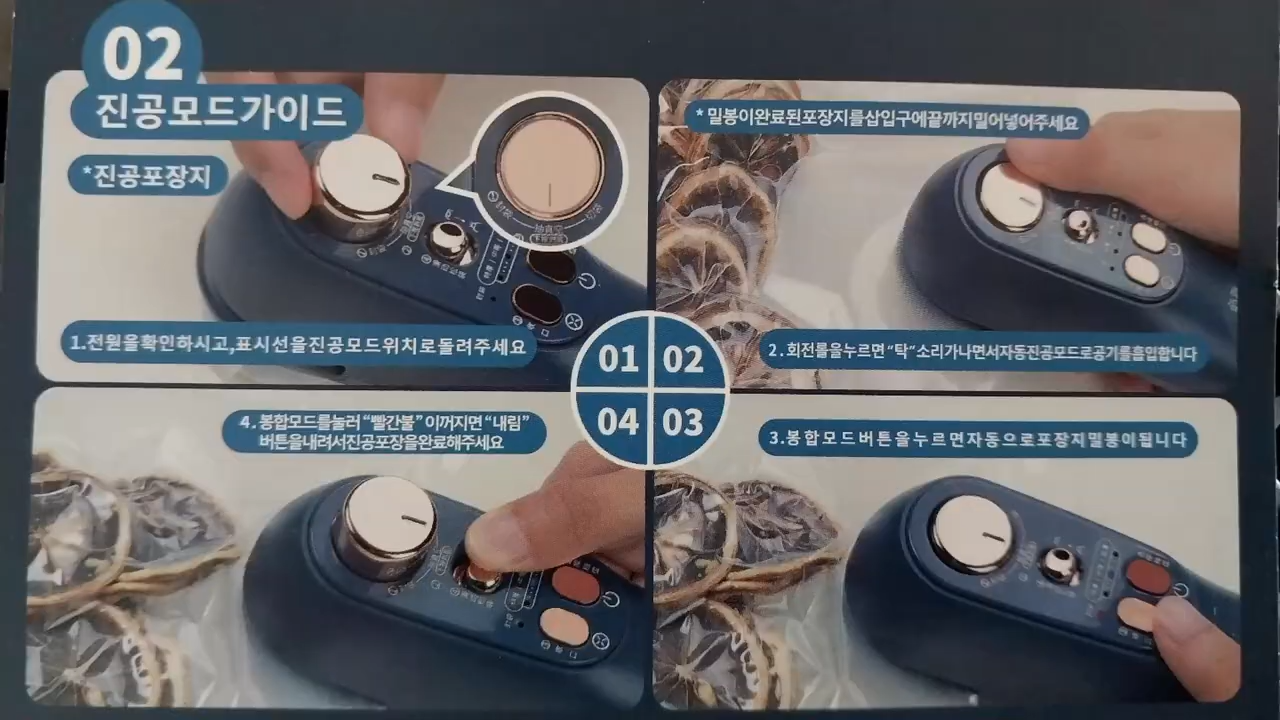 02
진공모드가이드
*진공포장지
1.전원을확인하시고,표시선을진공모드위치로돌려주세요
*밀봉이완료된포장지를삽입구에끝까지밀어넣어주세요
2.회전롤을누르면"탁"소리가나면서자동진공모드로공기를흡입합니다
01 02
04 03
3.봉합모드버튼을누르면자동으로포장지밀봉이됩니다
4.봉합모드를눌러"빨간불"이꺼지면"내림"
버튼을내려서진공포장을완료해주세요